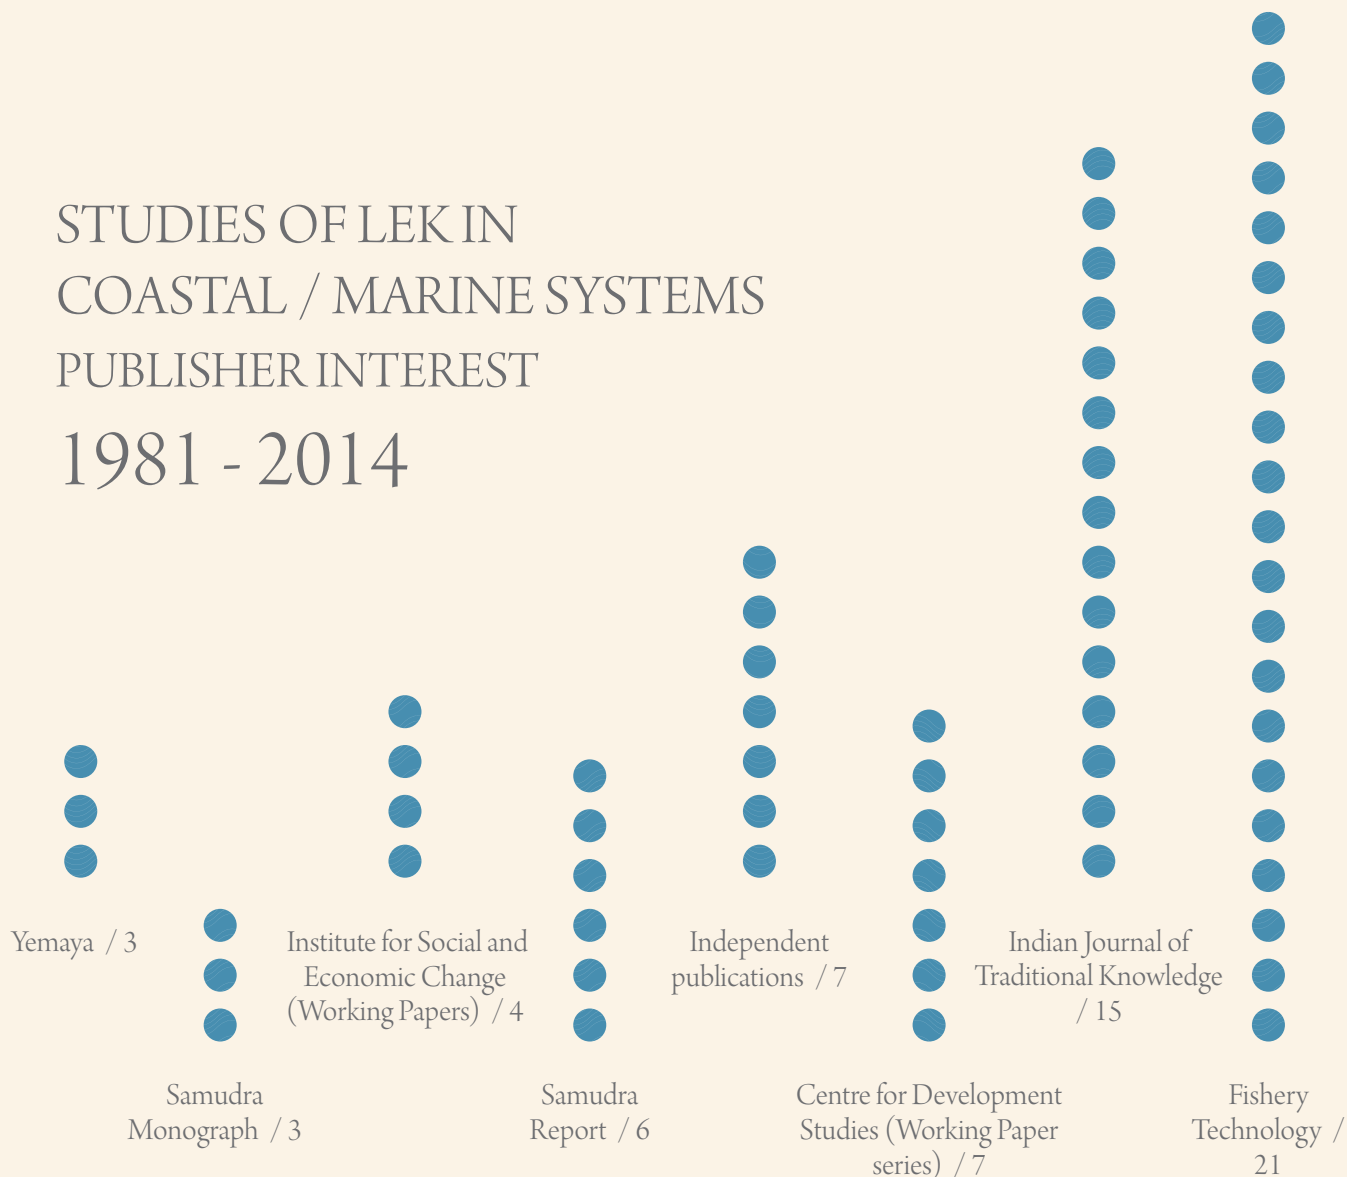 STUDIES OF LEK IN
COASTAL / MARINE SYSTEMS
PUBLISHER INTEREST
1981 - 2014
Yemaya / 3
Samudra
Monograph / 3
Institute for Social and
Economic Change
(Working Papers) / 4
Samudra
Report / 6
Independent
publications / 7
Centre for Development
Studies (Working Paper
series) / 7
Indian Journal of
Traditional Knowledge
/ 15
Fishery
Technology /
21